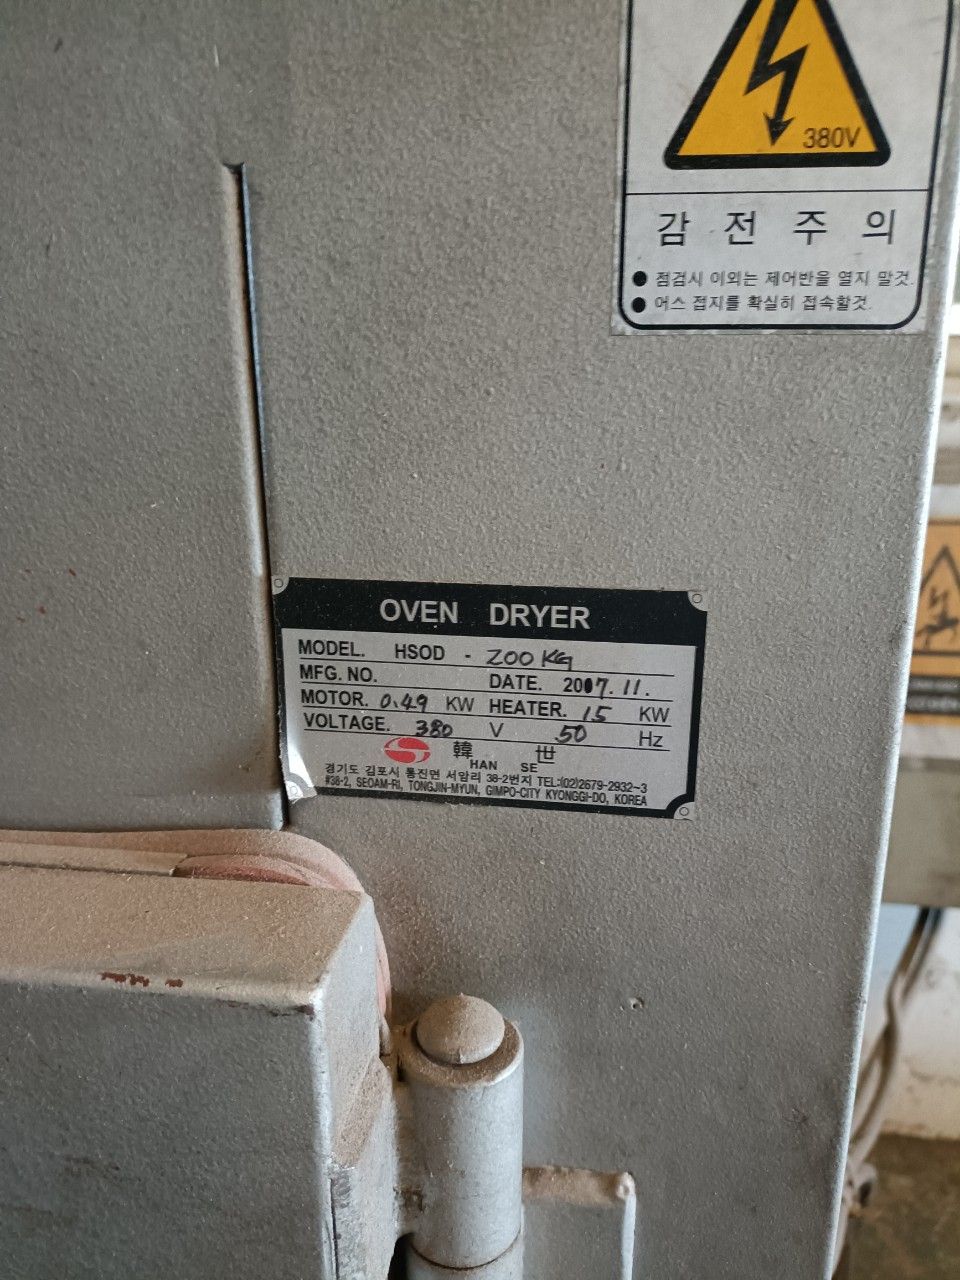 380V
감전주의
● 점검시 이외는 제어반을 열지 말것.
● 어스 접지를 확실히 접속할것.
OVEN DRYER
MODEL. HSOD - 200 KG
MFG. NO. DATE. 2007.11.
MOTOR. 0.49 KW HEATER. 15 KW
VOLTAGE. 380 V 50 Hz
韓 世
HAN SE
경기도 김포시 통진면 서암리 38-2번지 TEL:(02)2679-2932~3
#38-2, SEOAM-RI, TONGJIN-MYUN, GIMPO-CITY KYONGGI-DO, KOREA